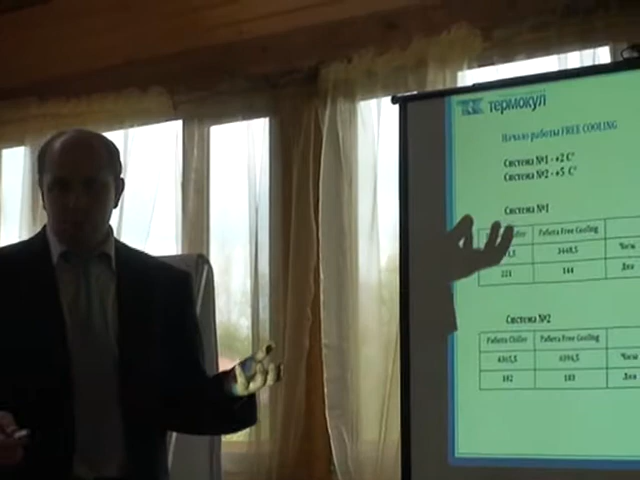 термокул
Начало работы FREE COOLING
Система №1 - +2 C°
Система №2 - +5 C°
Система №1
Работа Free Cooling
3448,5 Часы
221 144 Дни
Система №2
Работа Chiller Работа Free Cooling
4365,5 4394,5 Часы
182 183 Дни